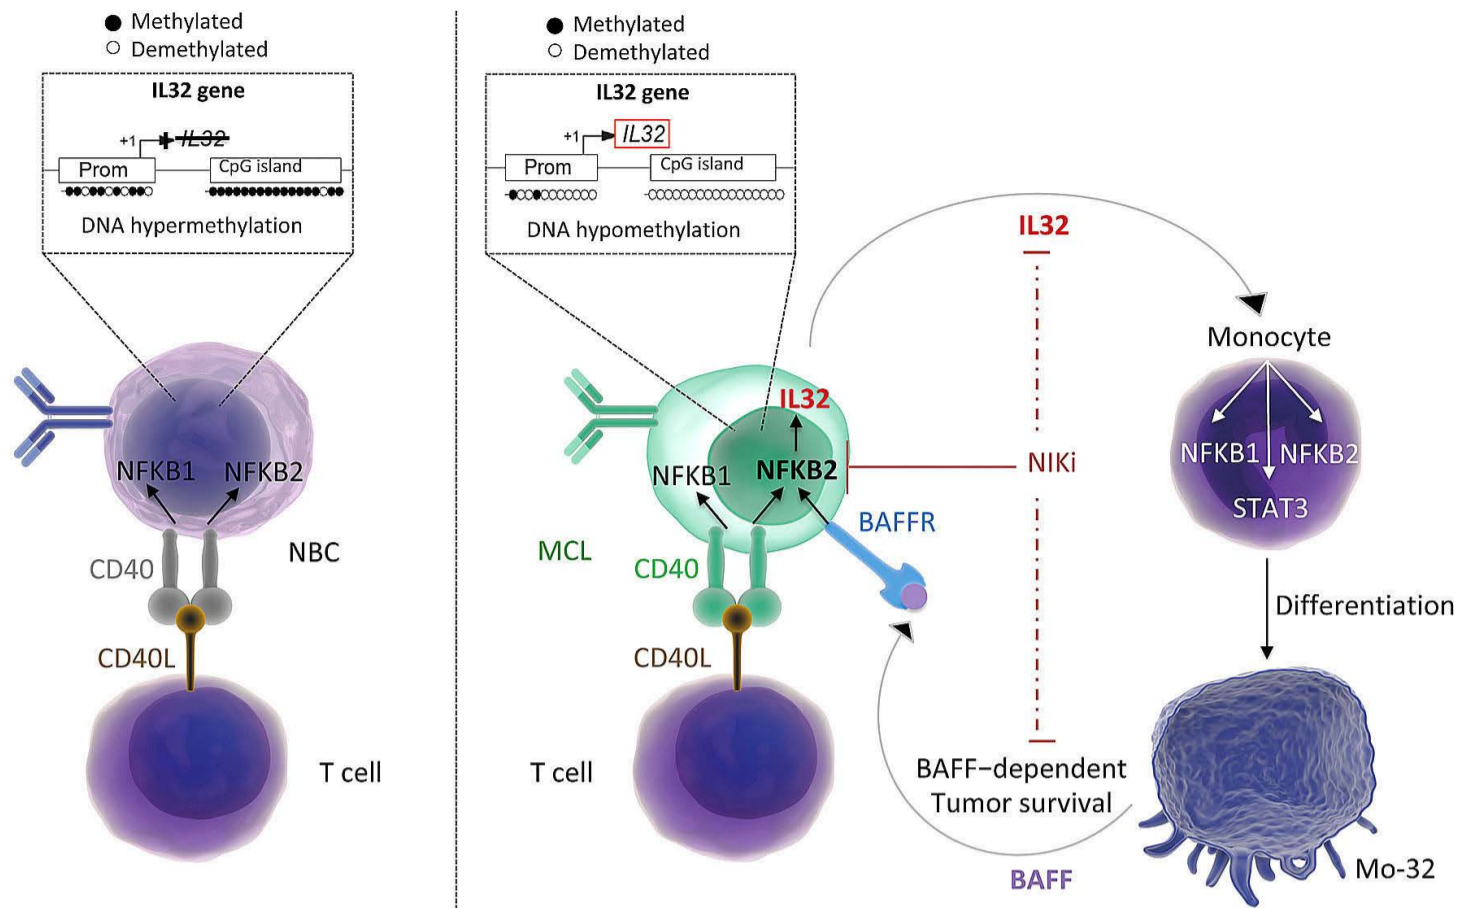 Methylated
Demethylated
IL32 gene
+1
IL32
Prom
CpG island
DNA hypermethylation
NFKB1
NFKB2
CD40
NBC
CD40L
T cell
Methylated
Demethylated
IL32 gene
+1
IL32
Prom
CpG island
DNA hypomethylation
IL32
NFKB1
NFKB2
MCL
CD40
BAFFR
CD40L
T cell
IL32
NIKi
BAFF–dependent
Tumor survival
BAFF
Monocyte
NFKB1
NFKB2
STAT3
Differentiation
Mo-32